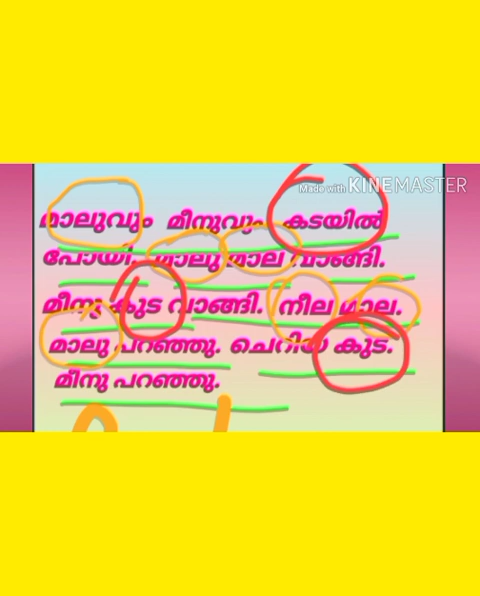 Made with KINEMASTER
മാലുവും മീനുവും കടയിൽ
പോയി. മാലു മാല വാങ്ങി.
മീനു കുട വാങ്ങി. നീല മാല.
മാലു പറഞ്ഞു. ചെറിയ കുട.
മീനു പറഞ്ഞു.